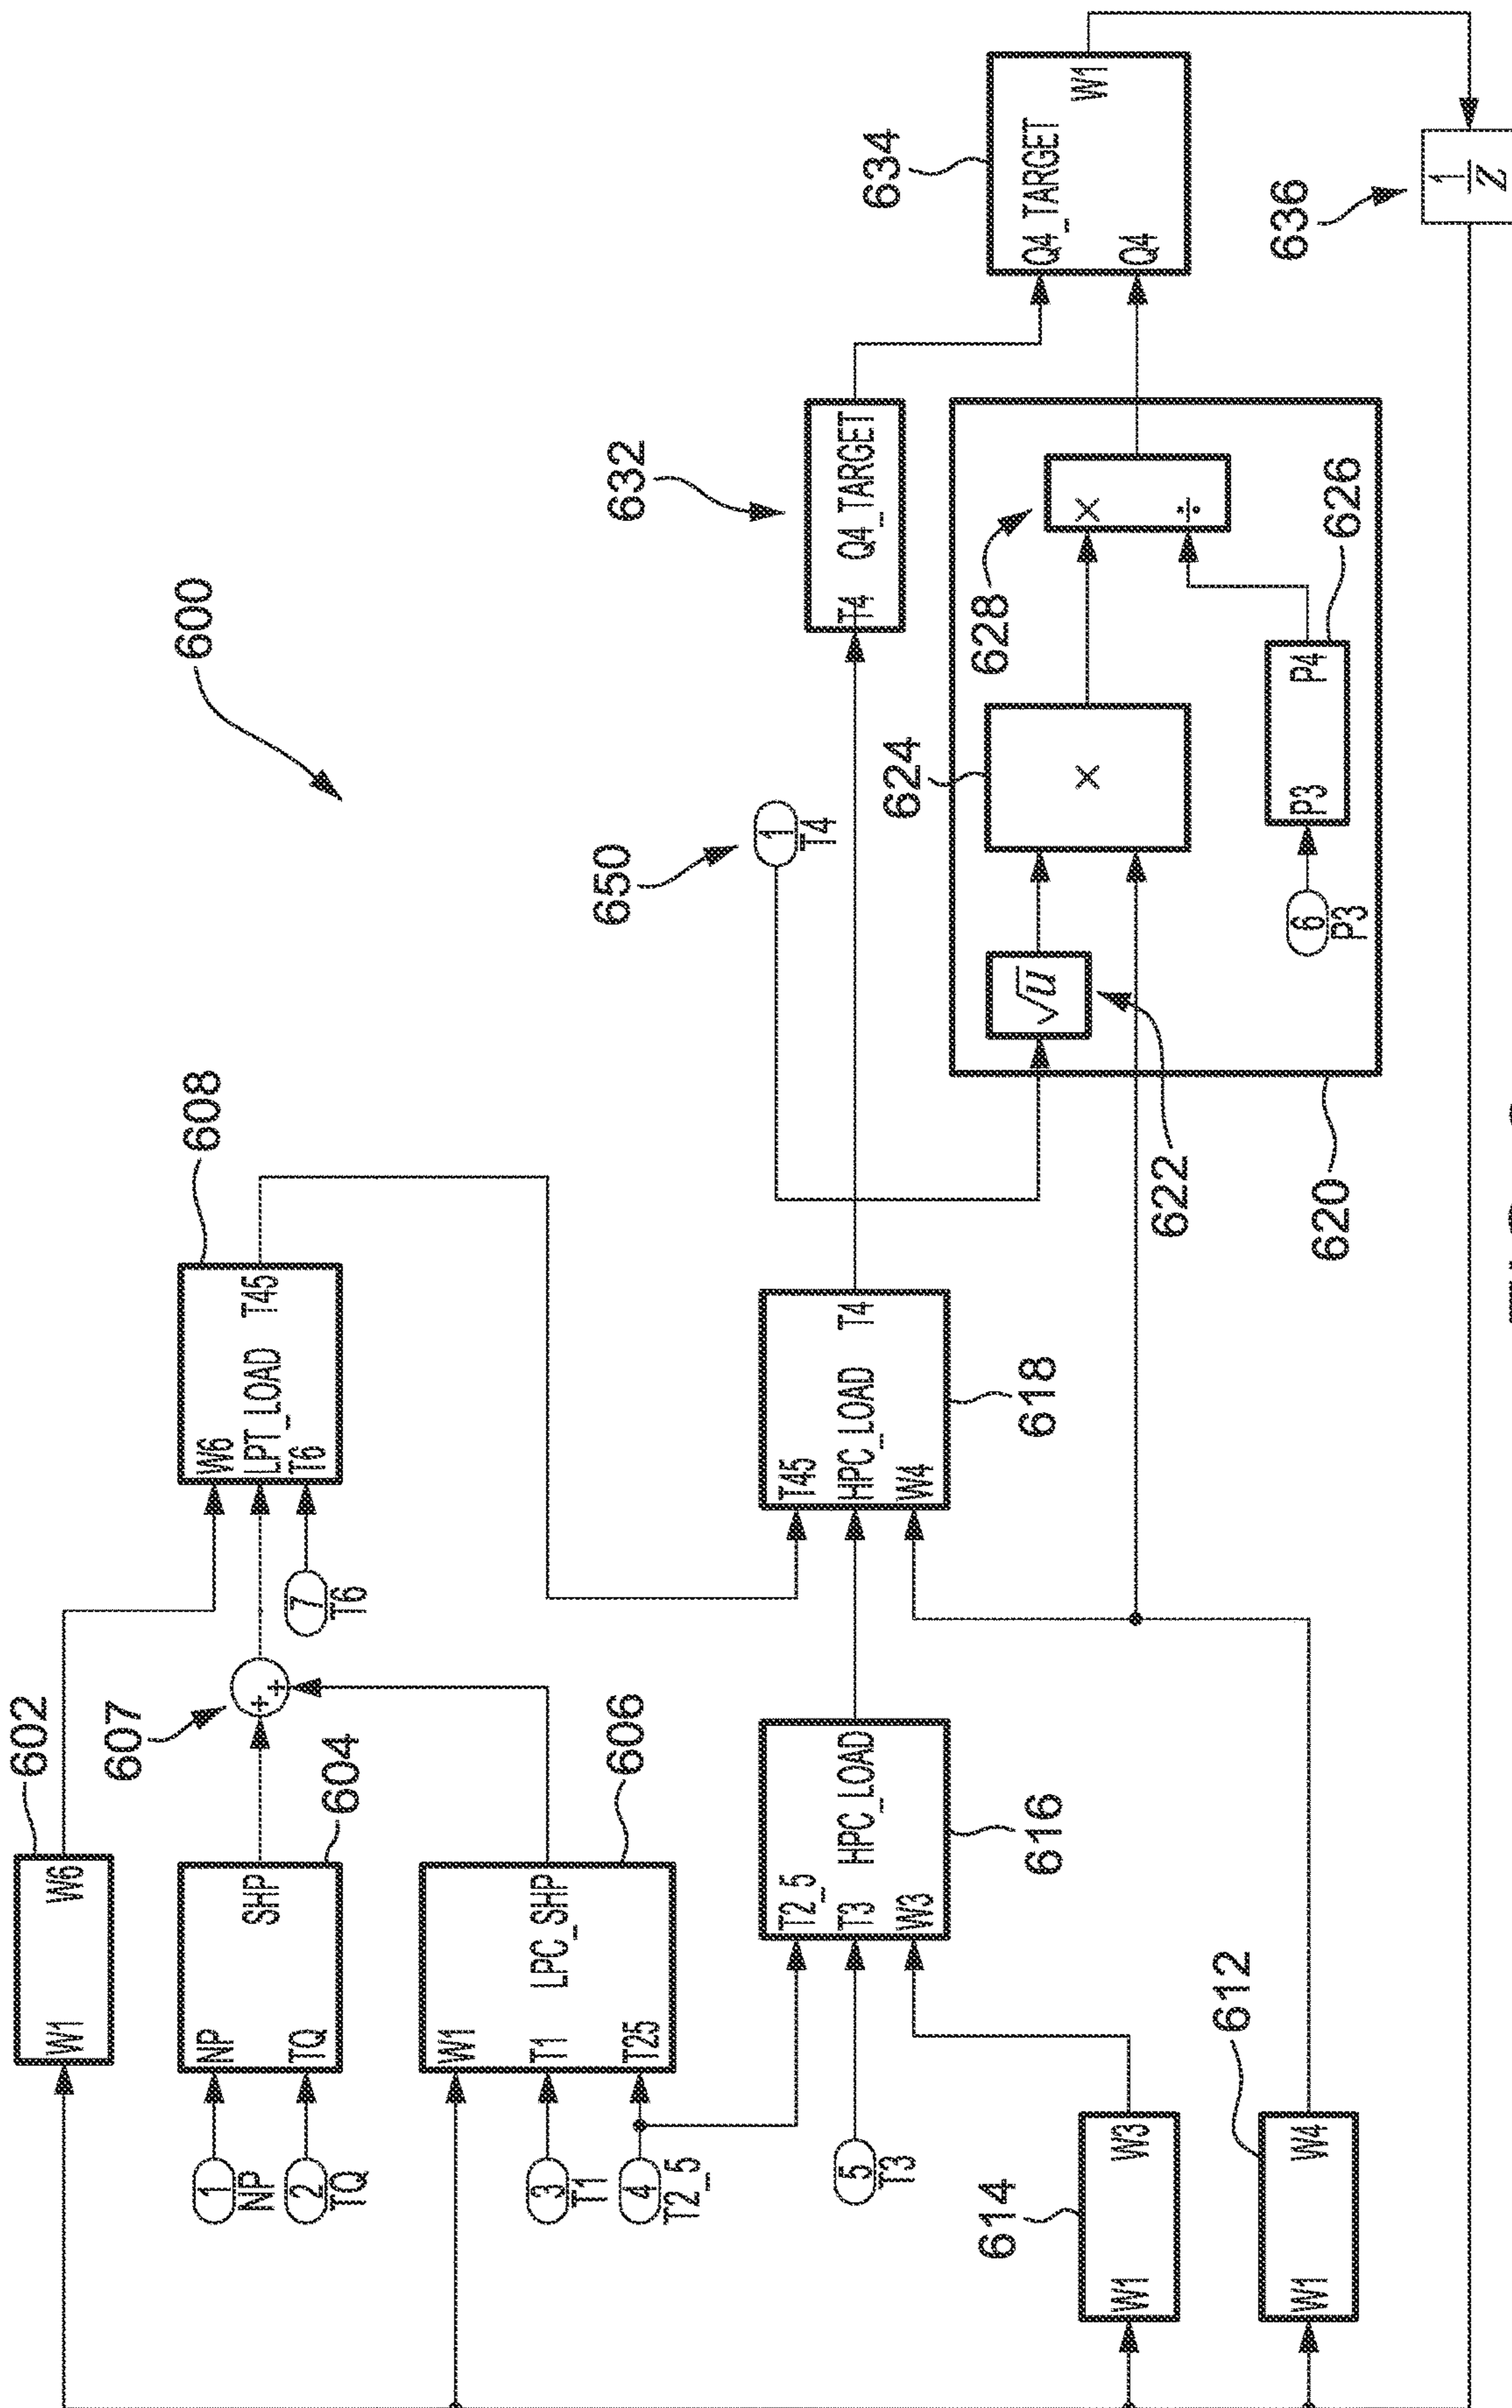 600
602
W1 W6
607
604
NP SHP
TQ
1
NP
2
TQ
608
W6
LPT_LOAD T45
T6
7
T6
+
+
606
W1
T1 LPC_SHP
T25
3
T1
4
T2_5
616
T2_5
T3 HPC_LOAD
W3
5
T3
618
T45
HPC_LOAD T4
W4
614
W1 W3
612
W1 W4
650
1
T4
632
T4 Q4_TARGET
634
Q4_TARGET
W1
Q4
620
622
√u
624
×
628
×
÷
626
P3 P4
6
P3
636
1
Z